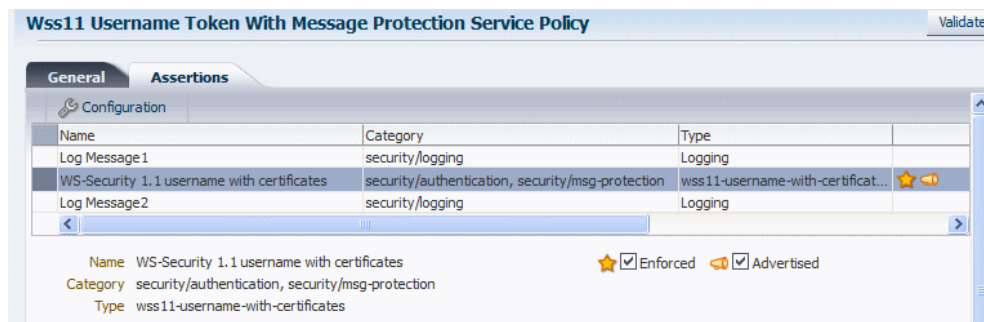 Wss11 Username Token With Message Protection Service Policy Validate
General Assertions
Configuration
Name Category Type
Log Message1 security/logging Logging
WS-Security 1.1 username with certificates security/authentication, security/msg-protection wss11-username-with-certificat...
Log Message2 security/logging Logging
Name WS-Security 1.1 username with certificates Enforced Advertised
Category security/authentication, security/msg-protection
Type wss11-username-with-certificates